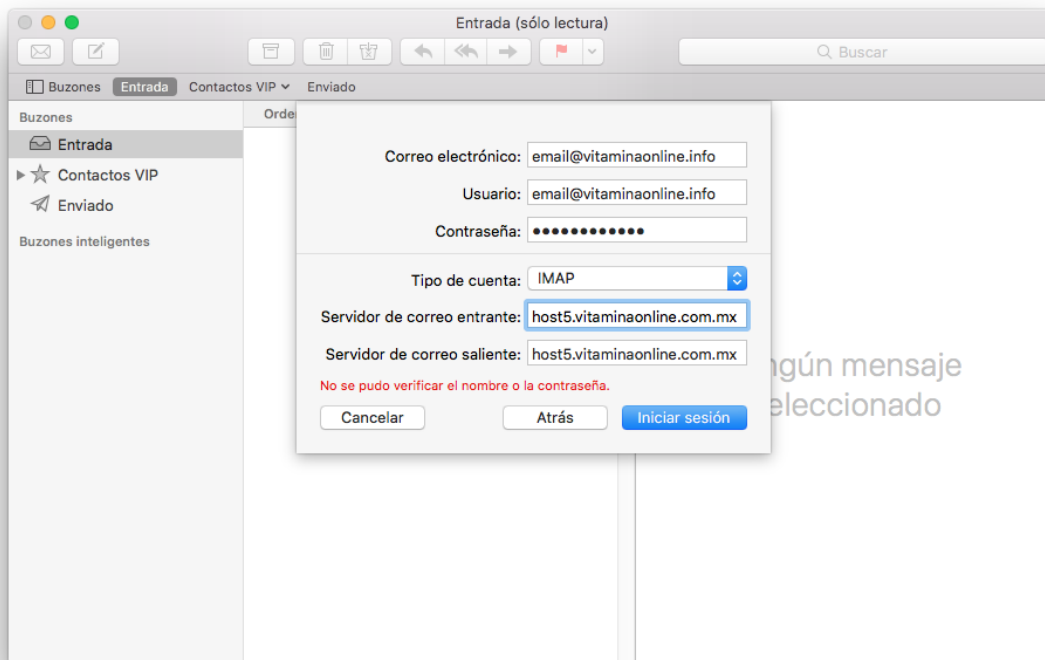 Entrada (sólo lectura)
Buscar
Buzones Entrada Contactos VIP Enviado
Buzones
Entrada
Contactos VIP
Enviado
Buzones inteligentes
Correo electrónico: email@vitaminaonline.info
Usuario: email@vitaminaonline.info
Contraseña: ●●●●●●●●●●●●
Tipo de cuenta: IMAP
Servidor de correo entrante: host5.vitaminaonline.com.mx
Servidor de correo saliente: host5.vitaminaonline.com.mx
No se pudo verificar el nombre o la contraseña.
Cancelar Atrás Iniciar sesión
mensaje